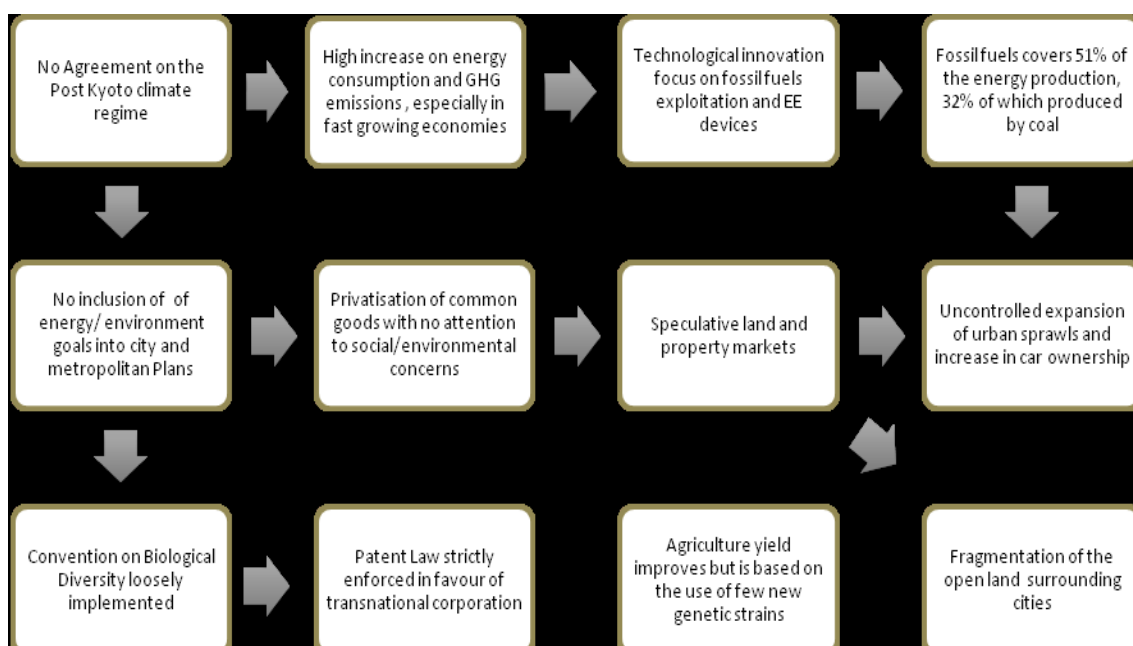 No Agreement on the
Post Kyoto climate
regime
High increase on energy
consumption and GHG
emissions , especially in
fast growing economies
Technological innovation
focus on fossil fuels
exploitation and EE
devices
Fossil fuels covers 51% of
the energy production,
32% of which produced
by coal
No inclusion of of
energy/ environment
goals into city and
metropolitan Plans
Privatisation of common
goods with no attention
to social/environmental
concerns
Speculative land and
property markets
Uncontrolled expansion
of urban sprawls and
increase in car ownership
Convention on Biological
Diversity loosely
implemented
Patent Law strictly
enforced in favour of
transnational corporation
Agriculture yield
improves but is based on
the use of few new
genetic strains
Fragmentation of the
open land surrounding
cities